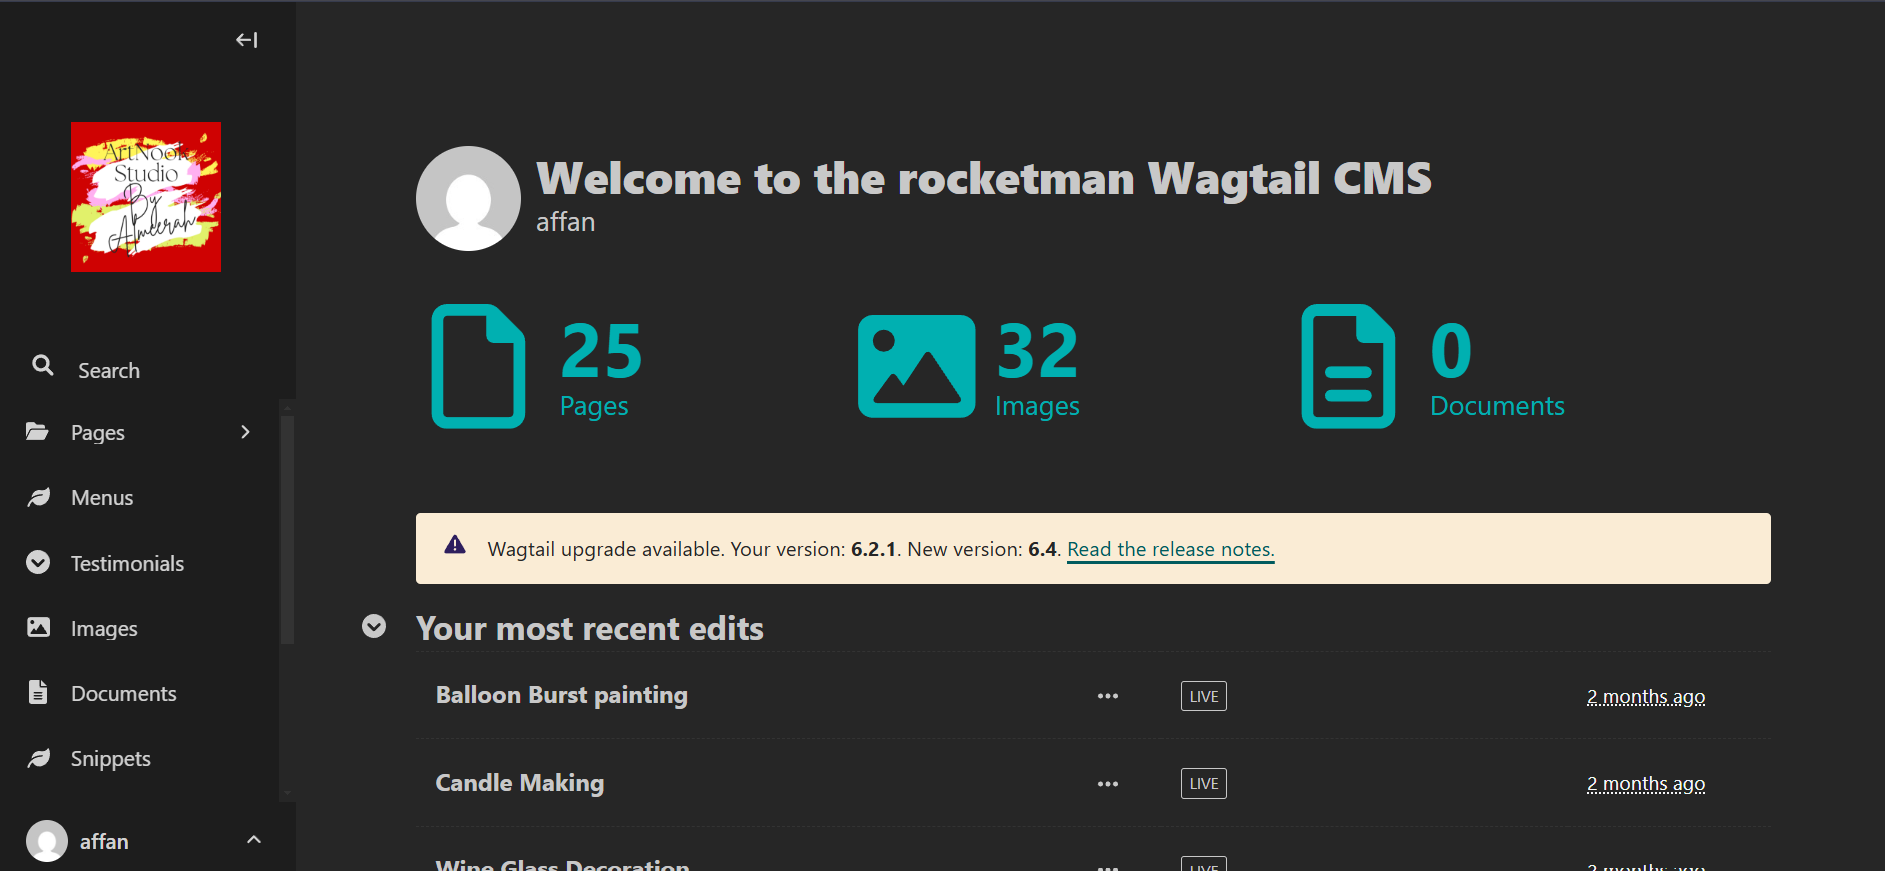 ArtNook
Studio
By
Ameerah
Search
Pages
Menus
Testimonials
Images
Documents
Snippets
affan
Welcome to the rocketman Wagtail CMS
affan
25
Pages
32
Images
0
Documents
Wagtail upgrade available. Your version: 6.2.1. New version: 6.4. Read the release notes.
Your most recent edits
Balloon Burst painting ••• LIVE 2 months ago
Candle Making ••• LIVE 2 months ago
Wine Glass Decoration ••• LIVE 2 months ago